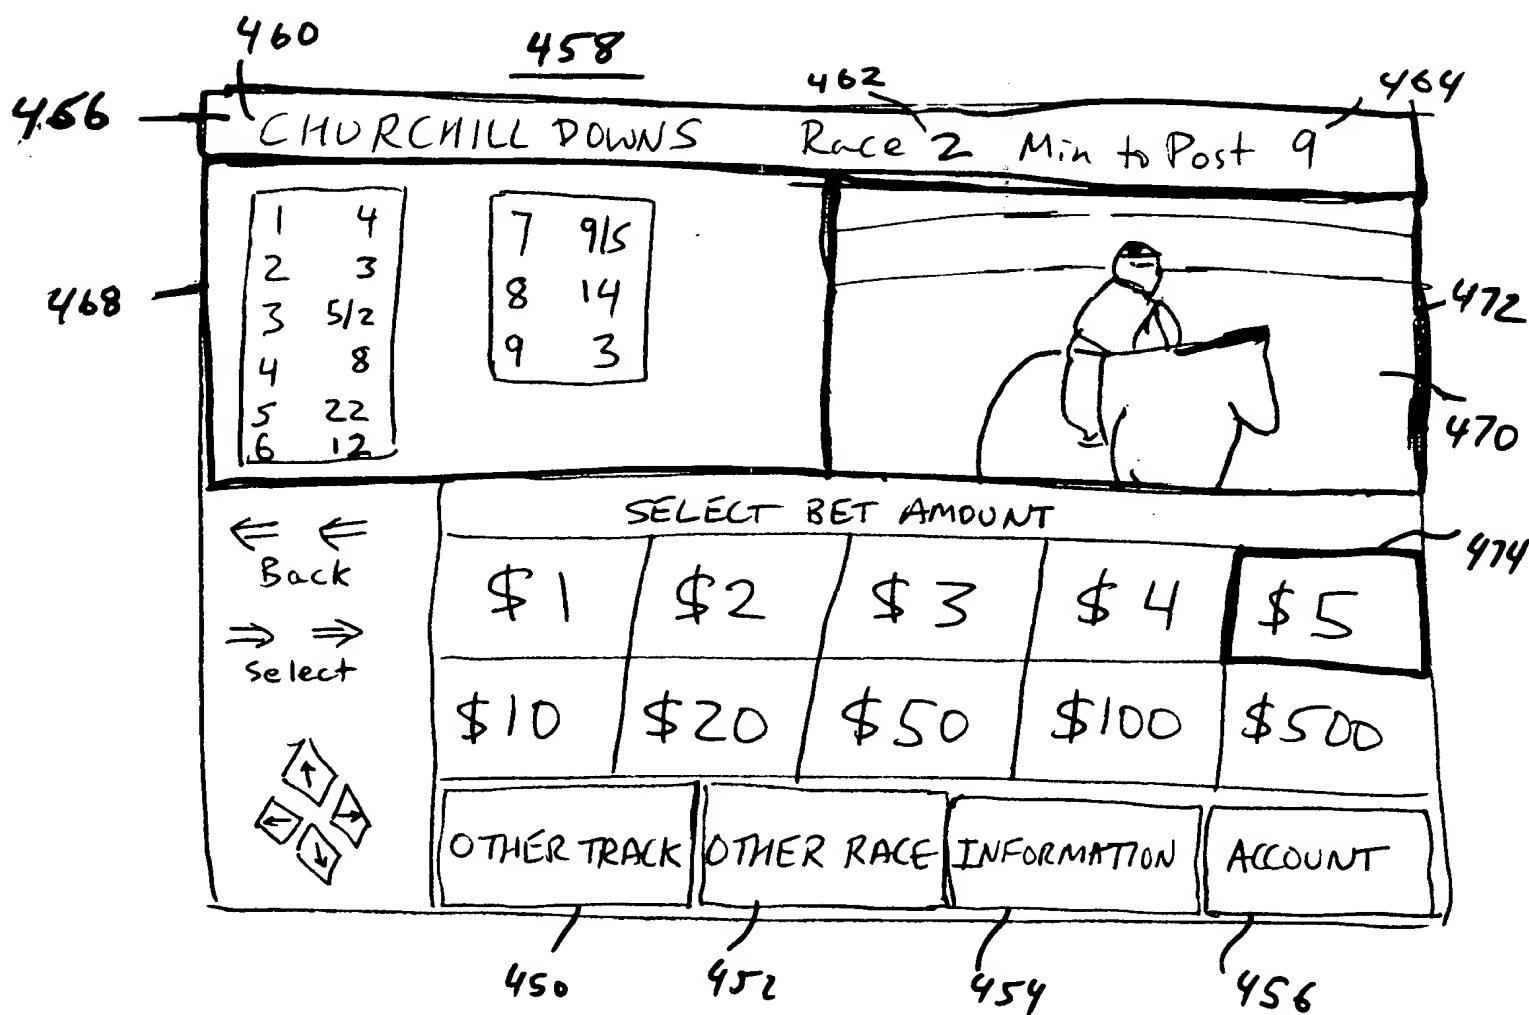 460
458
462
464
466
CHURCHILL DOWNS Race 2 Min to Post 9
1 4
2 3
3 5/2
4 8
5 22
6 12
7 9/5
8 14
9 3
468
472
470
SELECT BET AMOUNT
474
Back
Select
$1 $2 $3 $4 $5
$10 $20 $50 $100 $500
OTHER TRACK OTHER RACE INFORMATION ACCOUNT
450 452 454 456